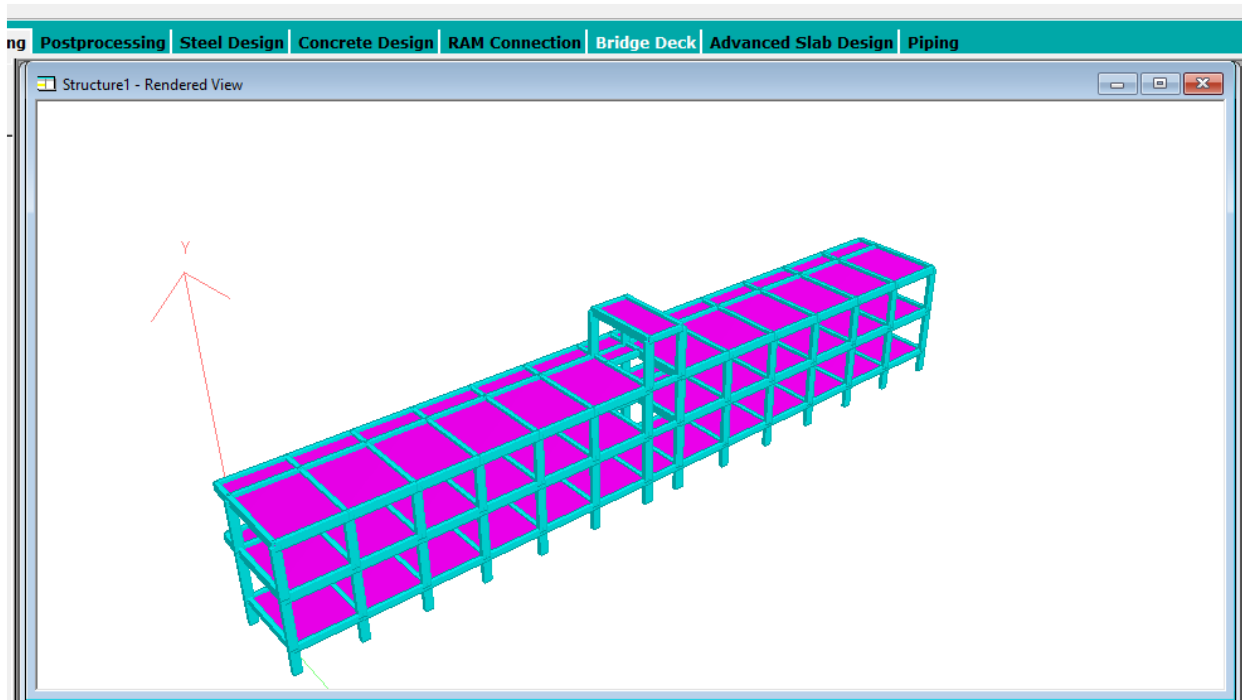 ng Postprocessing Steel Design Concrete Design RAM Connection Bridge Deck Advanced Slab Design Piping
Structure1 - Rendered View
Y